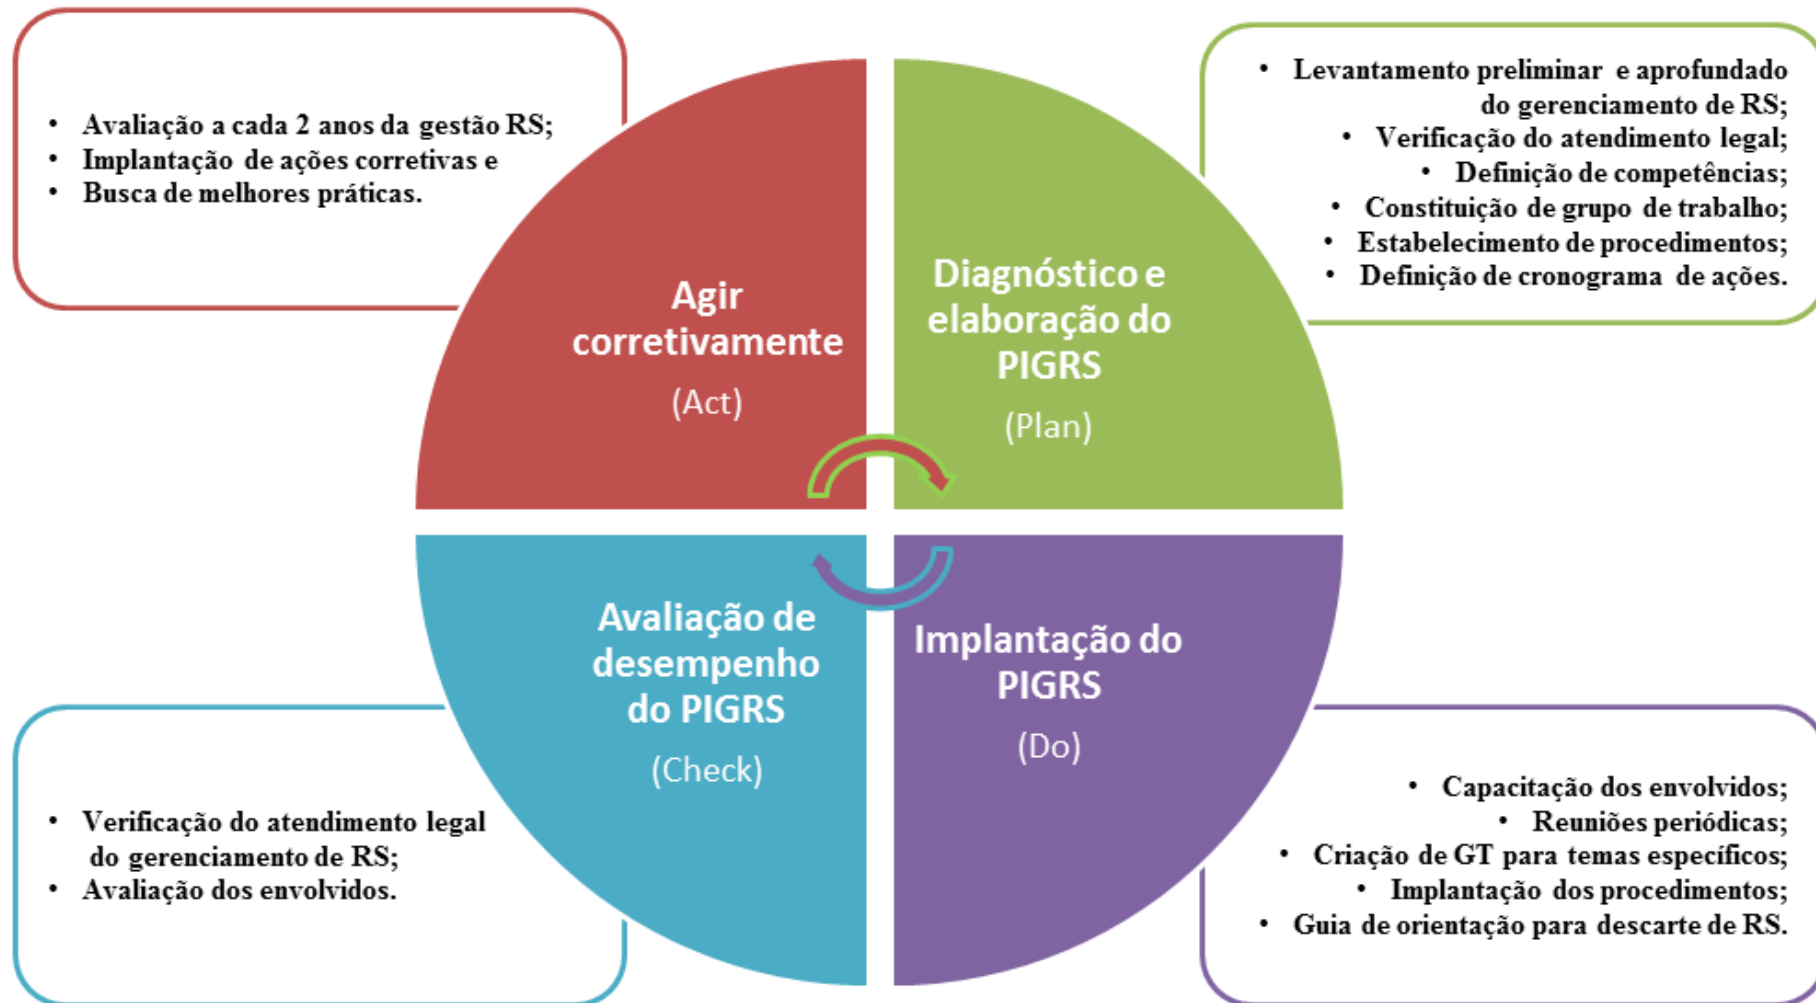 • Avaliação a cada 2 anos da gestão RS;
• Implantação de ações corretivas e
• Busca de melhores práticas.
Agir
corretivamente
(Act)
• Levantamento preliminar e aprofundado
do gerenciamento de RS;
• Verificação do atendimento legal;
• Definição de competências;
• Constituição de grupo de trabalho;
• Estabelecimento de procedimentos;
• Definição de cronograma de ações.
Diagnóstico e
elaboração do
PIGRS
(Plan)
Avaliação de
desempenho
do PIGRS
(Check)
• Verificação do atendimento legal
do gerenciamento de RS;
• Avaliação dos envolvidos.
Implantação do
PIGRS
(Do)
• Capacitação dos envolvidos;
• Reuniões periódicas;
• Criação de GT para temas específicos;
• Implantação dos procedimentos;
• Guia de orientação para descarte de RS.